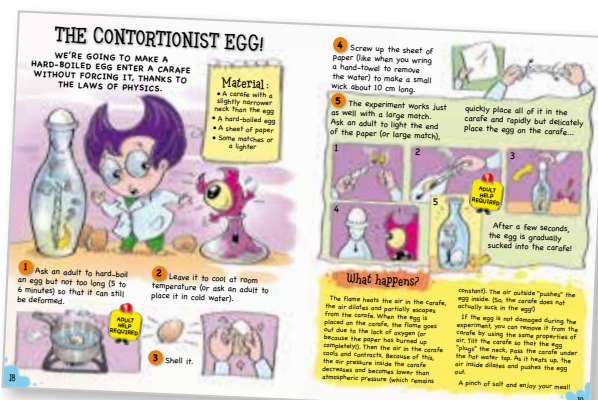 THE CONTORTIONIST EGG!
WE'RE GOING TO MAKE A
HARD-BOILED EGG ENTER A CARAFE
WITHOUT FORCING IT, THANKS TO
THE LAWS OF PHYSICS.
Material :
• A carafe with a
slightly narrower
neck than the egg
• A hard-boiled egg
• A sheet of paper
• Some matches or
a lighter
1 Ask an adult to hard-boil
an egg but not too long (5 to
6 minutes) so that it can still
be deformed.
ADULT
HELP
REQUIRED
2 Leave it to cool at room
temperature (or ask an adult to
place it in cold water).
3 Shell it.
18
4 Screw up the sheet of
paper (like when you wring
a hand-towel to remove
the water) to make a small
wick about 10 cm long.
5 The experiment works just
as well with a large match.
Ask an adult to light the end
of the paper (or large match),
quickly place all of it in the
carafe and rapidly but delicately
place the egg on the carafe...
1
2
3
ADULT
HELP
REQUIRED
4
5
After a few seconds,
the egg is gradually
sucked into the carafe!
What happens?
The flame heats the air in the carafe,
the air dilates and partially escapes
from the carafe. When the egg is
placed on the carafe, the flame goes
out due to the lack of oxygen (or
because the paper has burned up
completely!). Then the air in the carafe
cools and contracts. Because of this,
the air pressure inside the carafe
decreases and becomes lower than
atmospheric pressure (which remains
constant). The air outside "pushes" the
egg inside. (So, the carafe does not
actually suck in the egg!)
If the egg is not damaged during the
experiment, you can remove it from the
carafe by using the same properties of
air. Tilt the carafe so that the egg
"plugs" the neck, pass the carafe under
the hot water tap. As it heats up, the
air inside dilates and pushes the egg
out.
A pinch of salt and enjoy your meal!